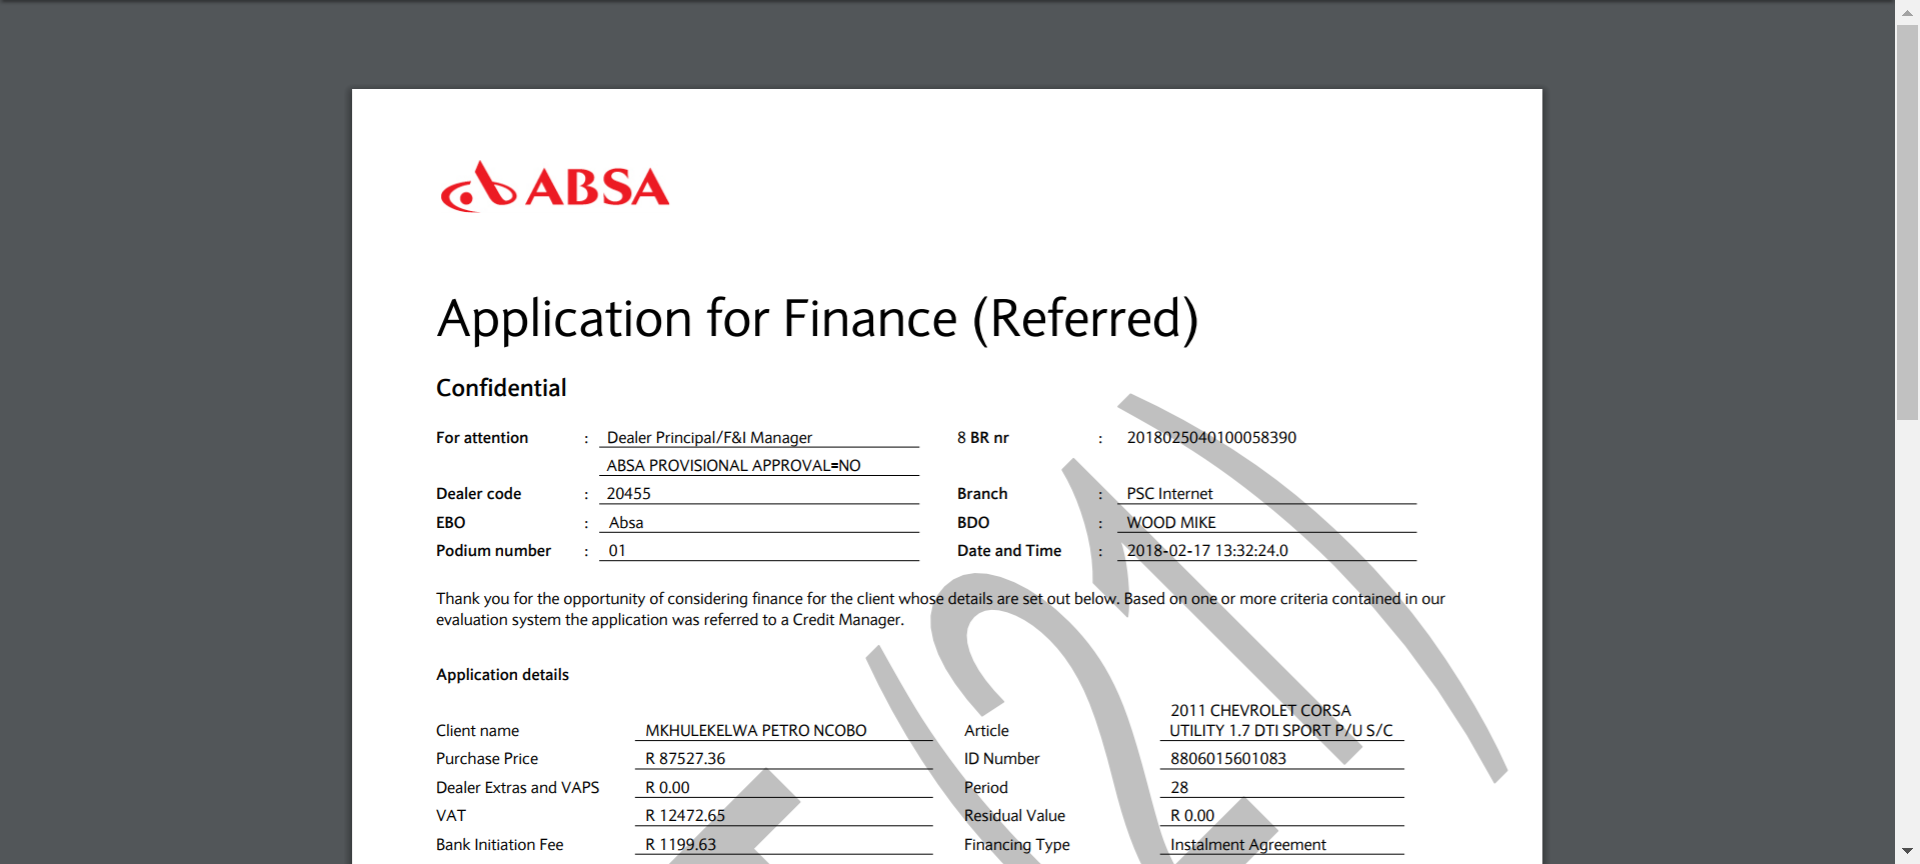 ABSA
Application for Finance (Referred)
Confidential
For attention : Dealer Principal/F&I Manager 8 BR nr : 2018025040100058390
ABSA PROVISIONAL APPROVAL=NO
Dealer code : 20455 Branch : PSC Internet
EBO : Absa BDO : WOOD MIKE
Podium number : 01 Date and Time : 2018-02-17 13:32:24.0
Thank you for the opportunity of considering finance for the client whose details are set out below. Based on one or more criteria contained in our
evaluation system the application was referred to a Credit Manager.
Application details
2011 CHEVROLET CORSA
Client name MKHULEKELWA PETRO NCOBO Article UTILITY 1.7 DTI SPORT P/U S/C
Purchase Price R 87527.36 ID Number 8806015601083
Dealer Extras and VAPS R 0.00 Period 28
VAT R 12472.65 Residual Value R 0.00
Bank Initiation Fee R 1199.63 Financing Type Instalment Agreement
(21)